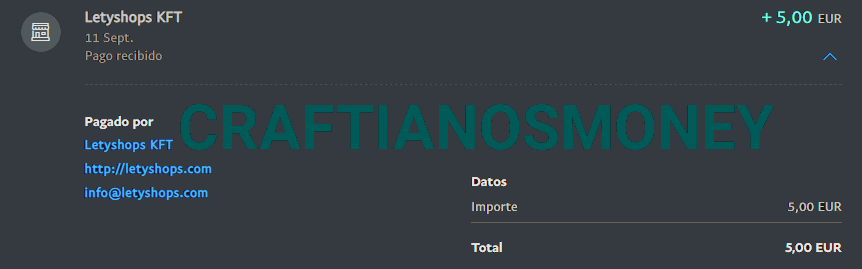 Letyshops KFT
+ 5,00 EUR
11 Sept.
Pago recibido
Pagado por
CRAFTIANOSMONEY
Letyshops KFT
http://letyshops.com
info@letyshops.com
Datos
Importe 5,00 EUR
Total 5,00 EUR